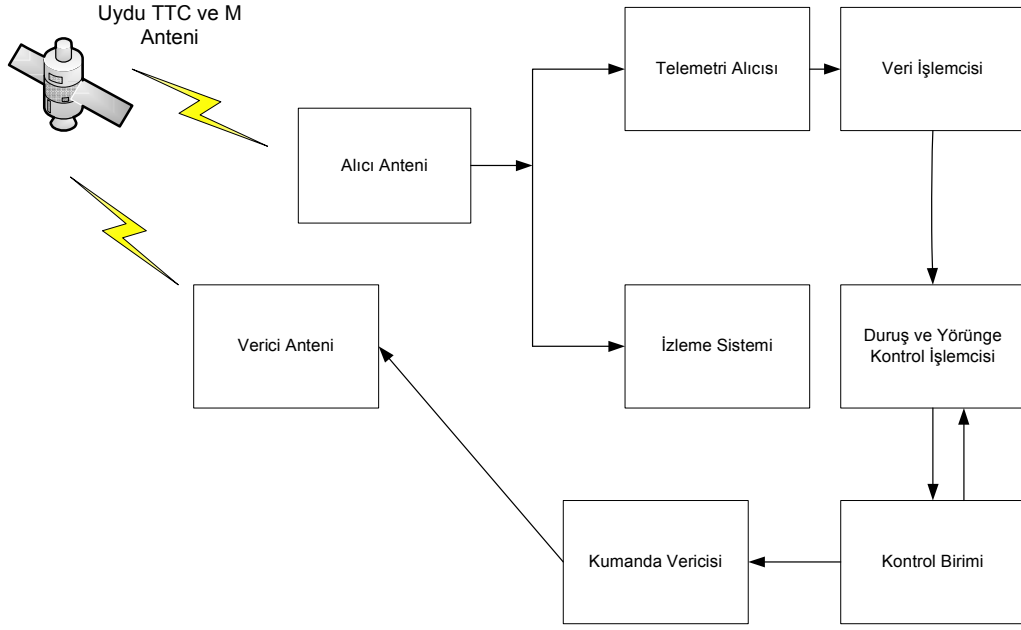 Uydu TTC ve M
Anteni
Telemetri Alıcısı
Veri İşlemcisi
Alıcı Anteni
Verici Anteni
İzleme Sistemi
Duruş ve Yörünge
Kontrol İşlemcisi
Kumanda Vericisi
Kontrol Birimi